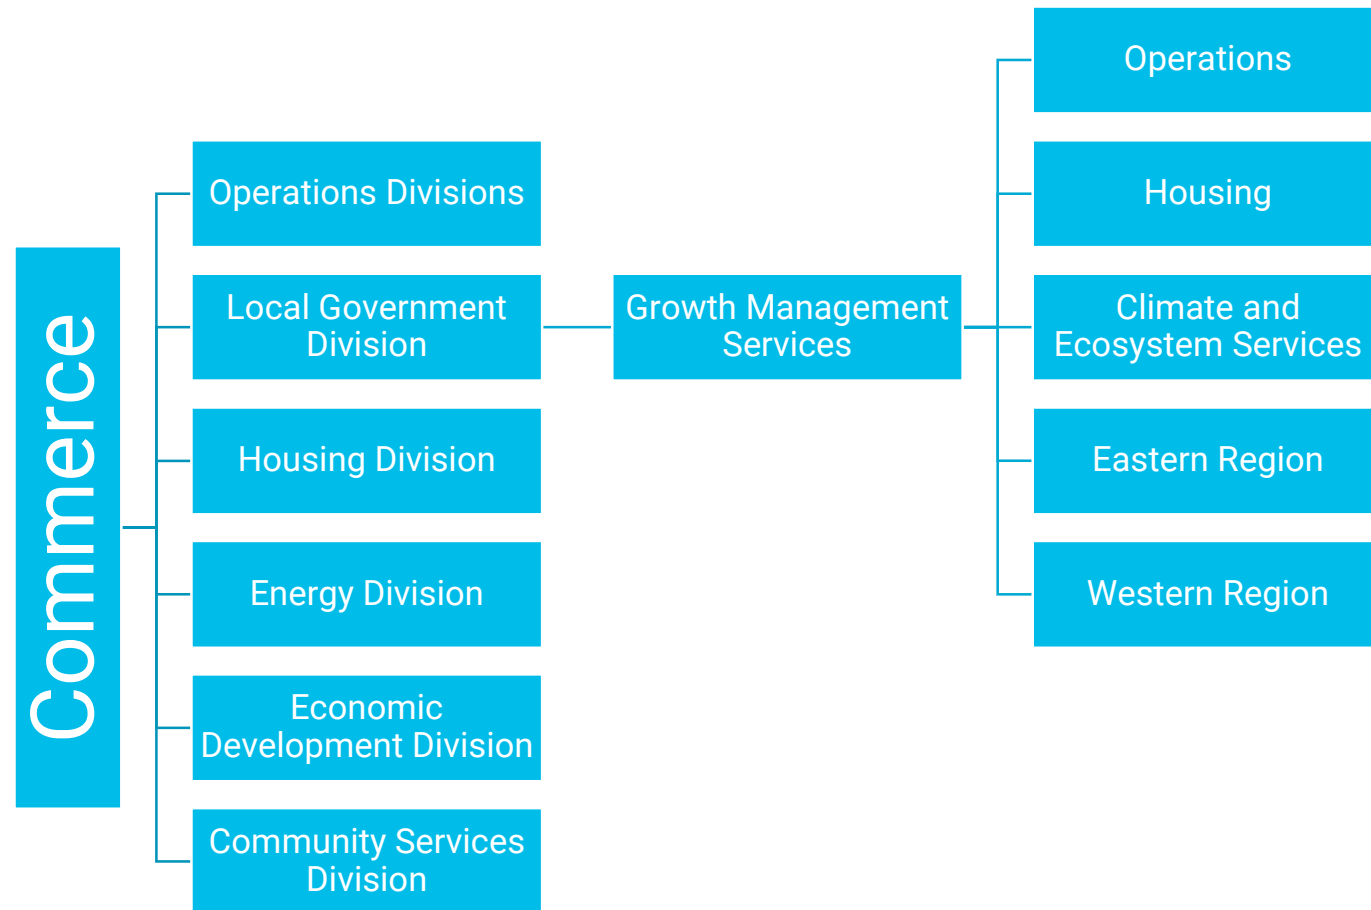 Commerce
Operations Divisions
Local Government
Division
Housing Division
Energy Division
Economic
Development Division
Community Services
Division
Growth Management
Services
Operations
Housing
Climate and
Ecosystem Services
Eastern Region
Western Region